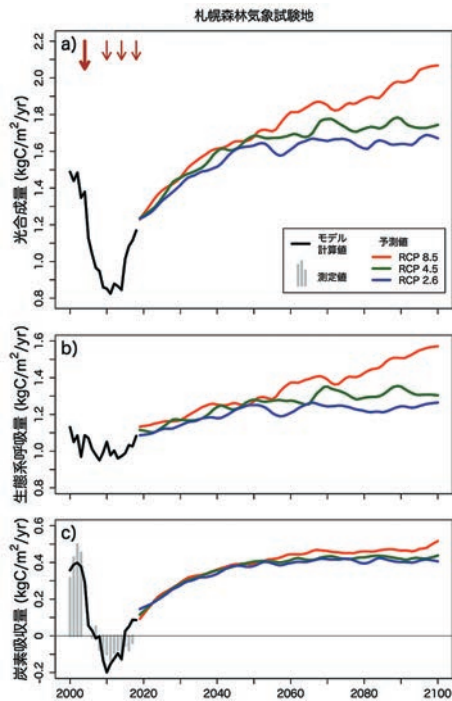 札幌森林気象試験地
a)
光合成量 (kgC/m²/yr)
2.2
2.0
1.8
1.6
1.4
1.2
1.0
0.8
モデル
計算値
測定値
予測値
RCP 8.5
RCP 4.5
RCP 2.6
b)
生態系呼吸量 (kgC/m²/yr)
1.6
1.4
1.2
1.0
0.8
c)
炭素吸収量 (kgC/m²/yr)
0.6
0.4
0.2
0
-0.2
2000 2020 2040 2060 2080 2100